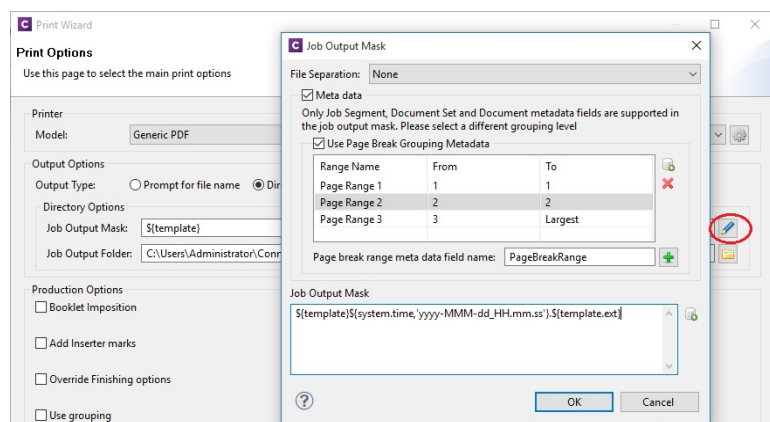 Print Wizard
Print Options
Use this page to select the main print options
Printer
Model: Generic PDF
Output Options
Output Type: Prompt for file name Dir
Directory Options
Job Output Mask: ${template}
Job Output Folder: C:\Users\Administrator\Conn
Production Options
Booklet Imposition
Add Inserter marks
Override Finishing options
Use grouping
Job Output Mask
File Separation: None
Meta data
Only Job Segment, Document Set and Document metadata fields are supported in
the job output mask. Please select a different grouping level
Use Page Break Grouping Metadata
Range Name From To
Page Range 1 1 1
Page Range 2 2 2
Page Range 3 3 Largest
Page break range meta data field name: PageBreakRange
Job Output Mask
${template}${system.time,'yyyy-MMM-dd_HH.mm.ss'}.${template.ext}
OK Cancel